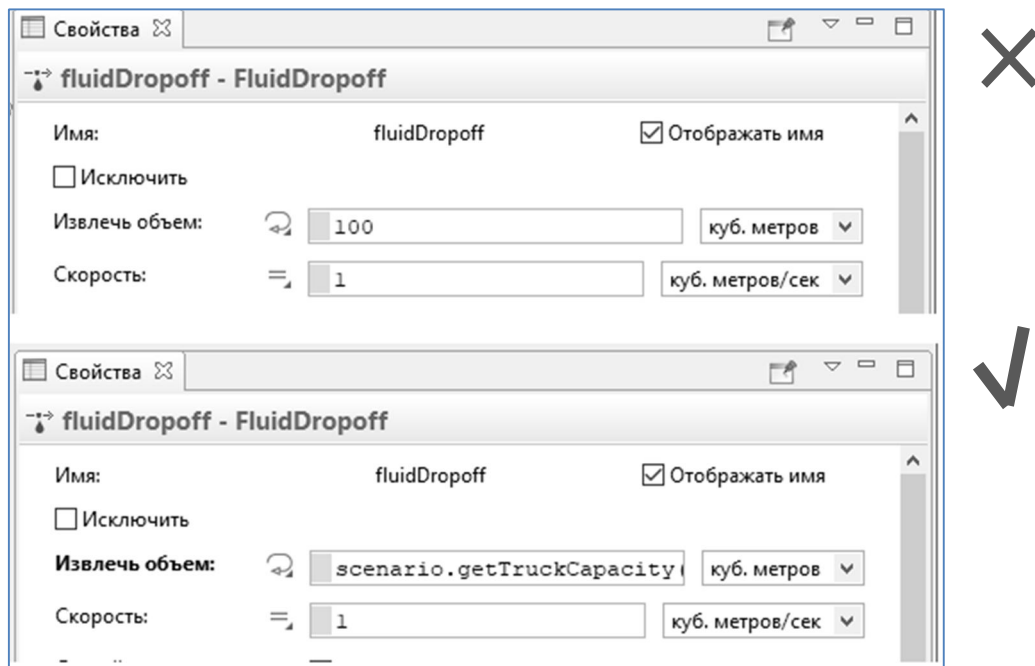 Свойства
fluidDropoff - FluidDropoff
Имя: fluidDropoff Отображать имя
Исключить
Извлечь объем: 100 куб. метров
Скорость: 1 куб. метров/сек
Свойства
fluidDropoff - FluidDropoff
Имя: fluidDropoff Отображать имя
Исключить
Извлечь объем: scenario.getTruckCapacity( куб. метров
Скорость: 1 куб. метров/сек